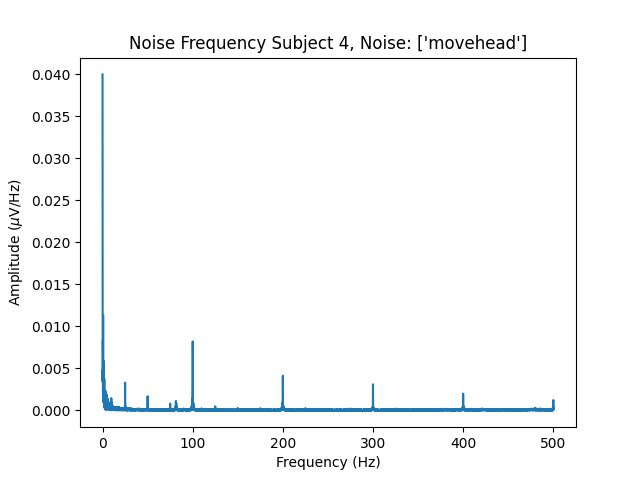 Noise Frequency Subject 4, Noise: ['movehead']
0.040
0.035
0.030
0.025
0.020
0.015
0.010
0.005
0.000
Amplitude (μV/Hz)
0 100 200 300 400 500
Frequency (Hz)